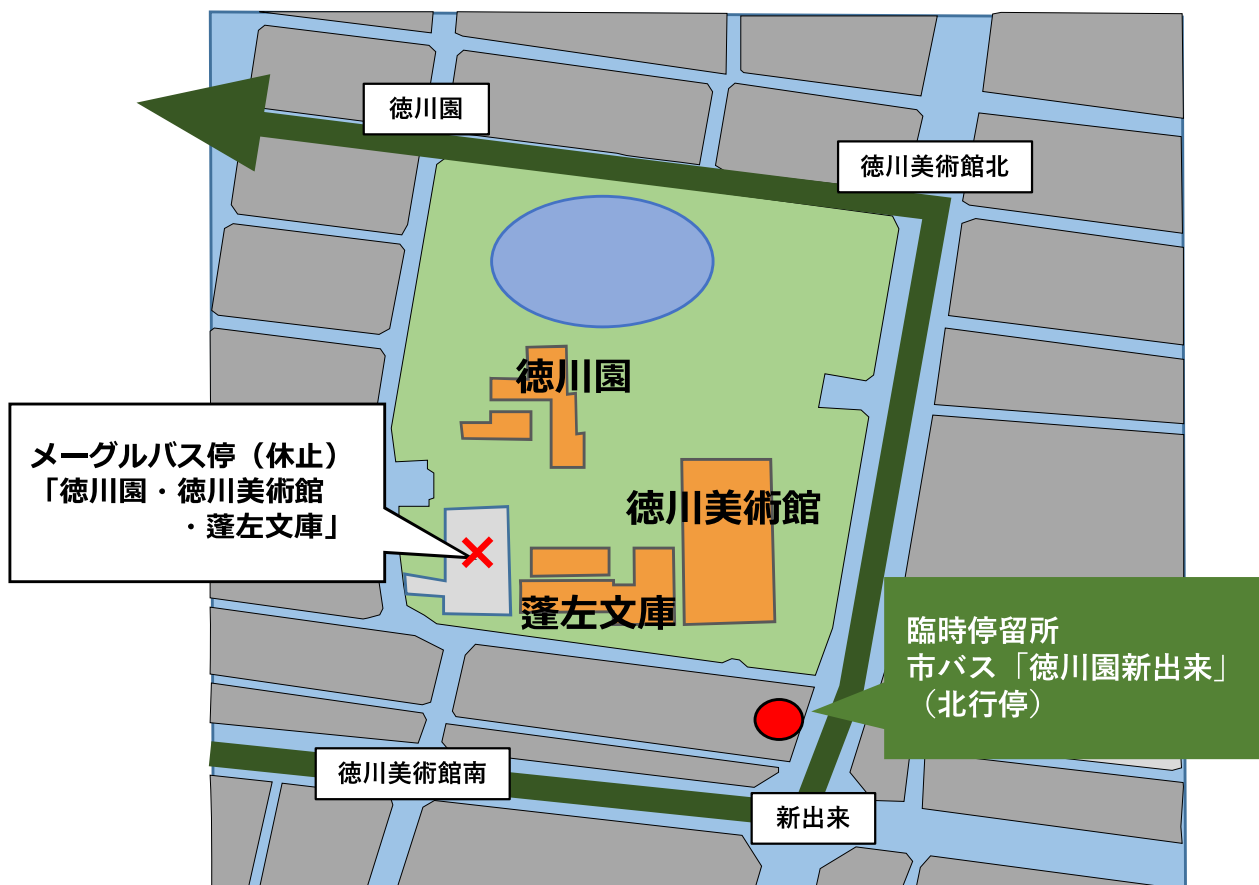 徳川園
徳川美術館北
徳川園
メーグルバス停（休止）
「徳川園・徳川美術館
・蓬左文庫」
徳川美術館
蓬左文庫
臨時停留所
市バス「徳川園新出来」
（北行停）
徳川美術館南
新出来